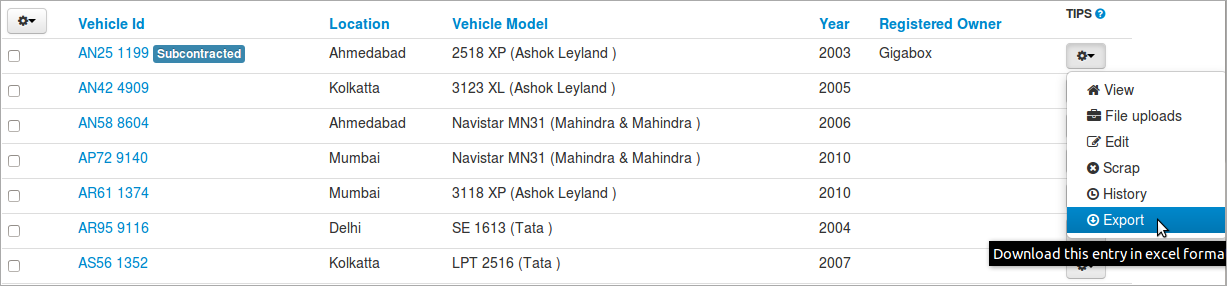 Vehicle Id Location Vehicle Model Year Registered Owner TIPS
AN25 1199 Subcontracted Ahmedabad 2518 XP (Ashok Leyland ) 2003 Gigabox
AN42 4909 Kolkatta 3123 XL (Ashok Leyland ) 2005
View
AN58 8604 Ahmedabad Navistar MN31 (Mahindra & Mahindra ) 2006
File uploads
Edit
AP72 9140 Mumbai Navistar MN31 (Mahindra & Mahindra ) 2010
Scrap
AR61 1374 Mumbai 3118 XP (Ashok Leyland ) 2010
History
AR95 9116 Delhi SE 1613 (Tata ) 2004
Export
Download this entry in excel forma
AS56 1352 Kolkatta LPT 2516 (Tata ) 2007